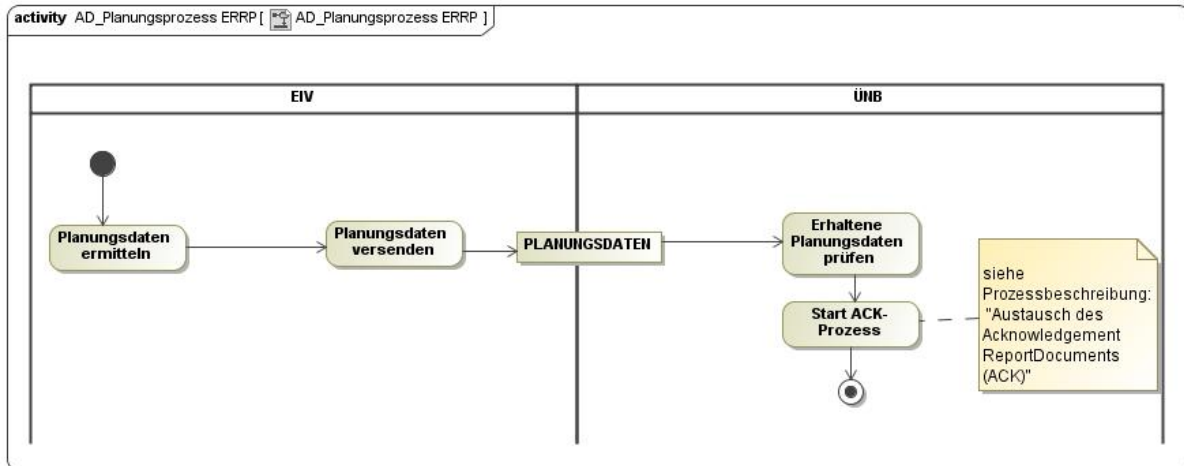 activity AD_Planungsprozess ERRP [ AD_Planungsprozess ERRP ]
EIV
ÜNB
Planungsdaten
ermitteln
Planungsdaten
versenden
PLANUNGSDATEN
Erhaltene
Planungsdaten
prüfen
Start ACK-
Prozess
siehe
Prozessbeschreibung:
"Austausch des
Acknowledgement
ReportDocuments
(ACK)"